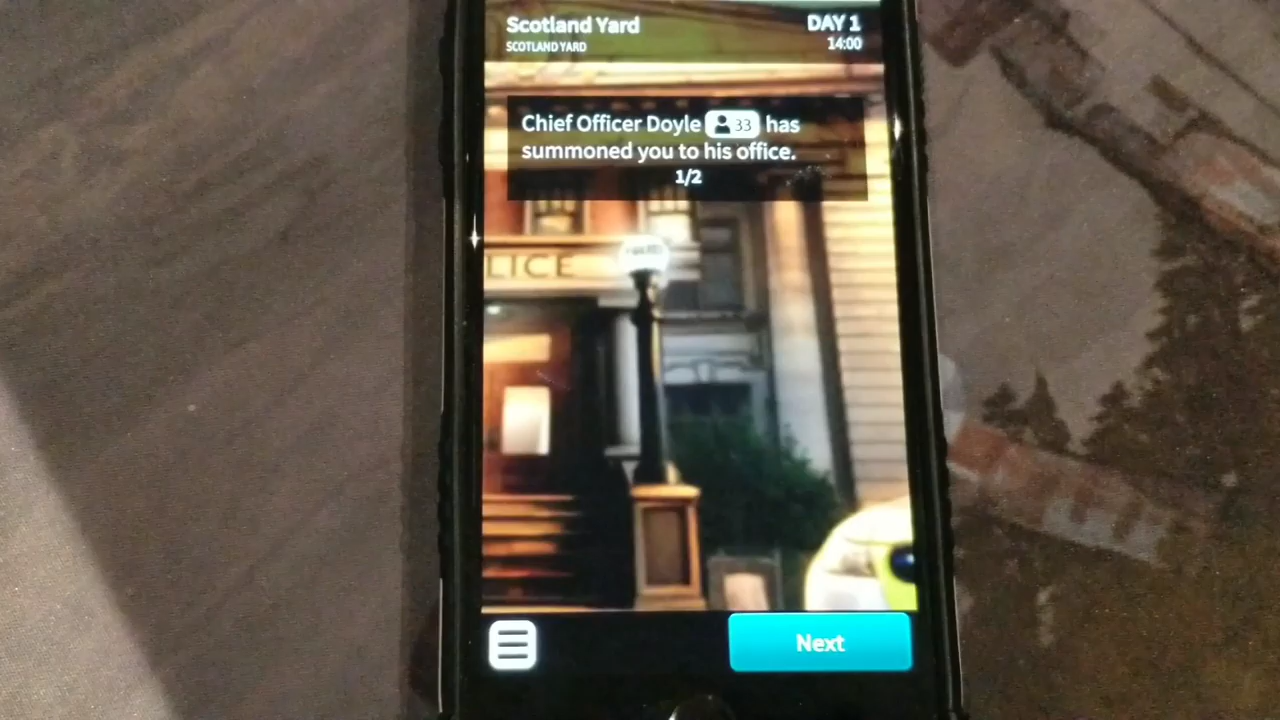 Scotland Yard
DAY 1
SCOTLAND YARD
14:00
Chief Officer Doyle 33 has
summoned you to his office.
1/2
LICE
Next